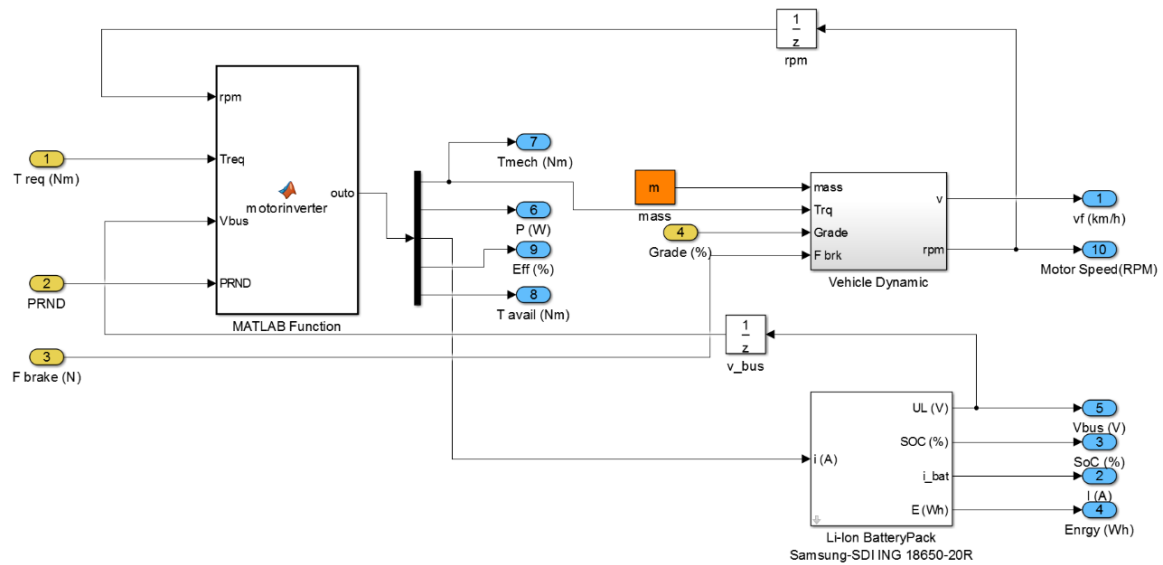 1
z
rpm
rpm
1
T req (Nm)
Treq
motorinverter
outo
Vbus
2
PRND
PRND
MATLAB Function
3
F brake (N)
7
Tmech (Nm)
6
P (W)
9
Eff (%)
8
T avail (Nm)
m
mass
4
Grade (%)
mass
Trq
Grade
F brk
v
rpm
Vehicle Dynamic
1
vf (km/h)
10
Motor Speed(RPM)
1
z
v_bus
i (A)
UL (V)
SOC (%)
i_bat
E (Wh)
Li-Ion BatteryPack
Samsung-SDI ING 18650-20R
5
Vbus (V)
3
SoC (%)
2
I (A)
4
Enrgy (Wh)